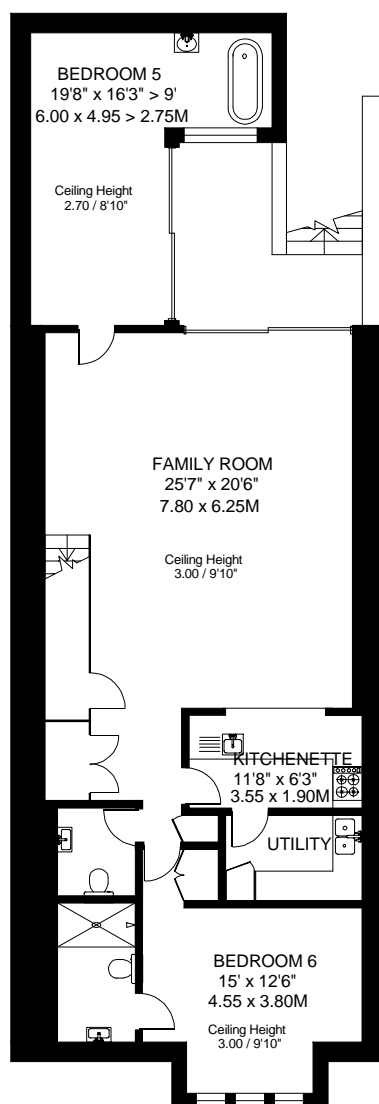 BEDROOM 5
19'8" x 16'3" > 9'
6.00 x 4.95 > 2.75M
Ceiling Height
2.70 / 8'10"
FAMILY ROOM
25'7" x 20'6"
7.80 x 6.25M
Ceiling Height
3.00 / 9'10"
KITCHENETTE
11'8" x 6'3"
3.55 x 1.90M
UTILITY
BEDROOM 6
15' x 12'6"
4.55 x 3.80M
Ceiling Height
3.00 / 9'10"